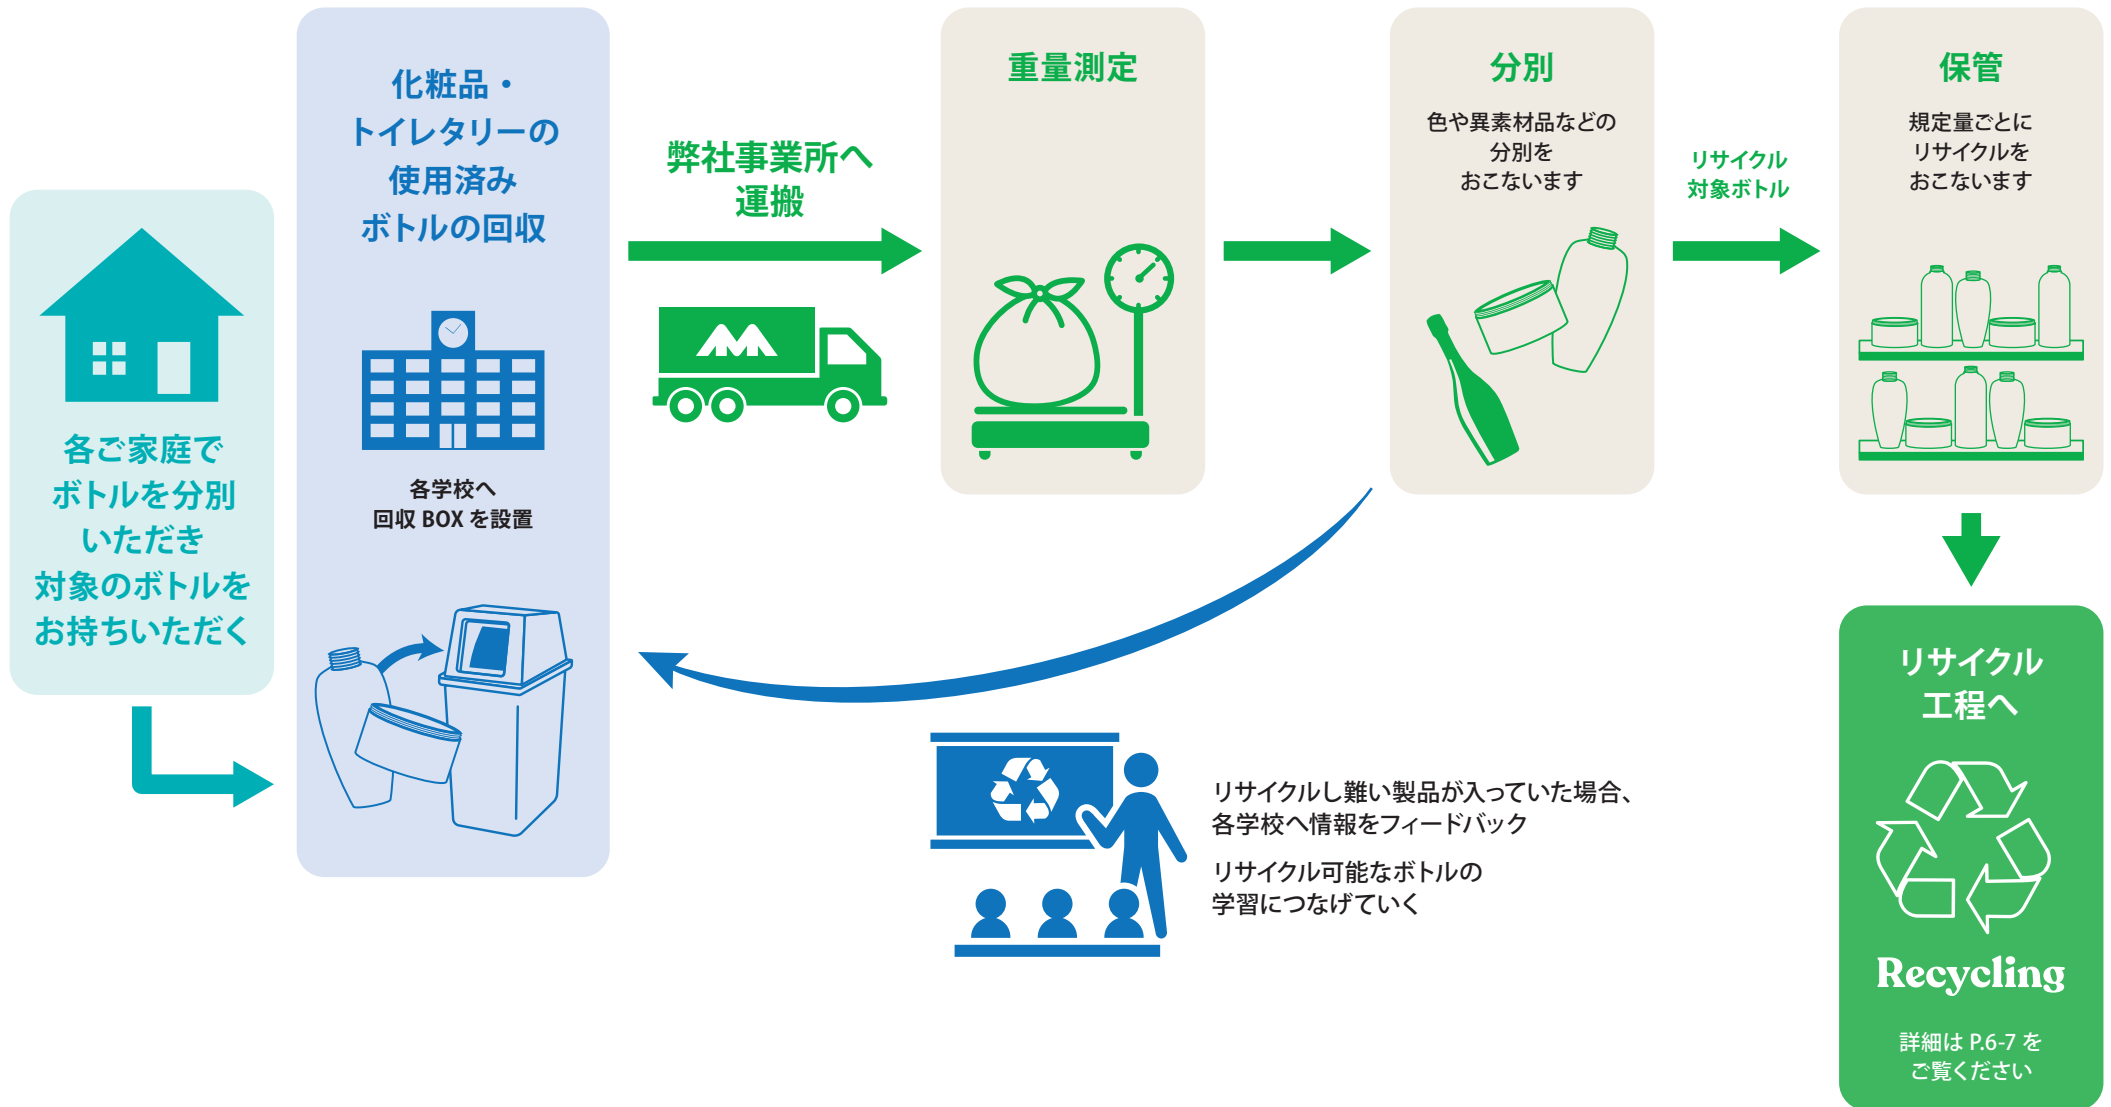 各ご家庭で
ボトルを分別
いただき
対象のボトルを
お持ちいただく
化粧品・
トイレタリーの
使用済み
ボトルの回収
各学校へ
回収 BOX を設置
弊社事業所へ
運搬
重量測定
分別
色や異素材品などの
分別を
おこないます
リサイクル
対象ボトル
保管
規定量ごとに
リサイクルを
おこないます
リサイクルし難い製品が入っていた場合、
各学校へ情報をフィードバック
リサイクル可能なボトルの
学習につなげていく
リサイクル
工程へ
Recycling
詳細は P.6-7 を
ご覧ください